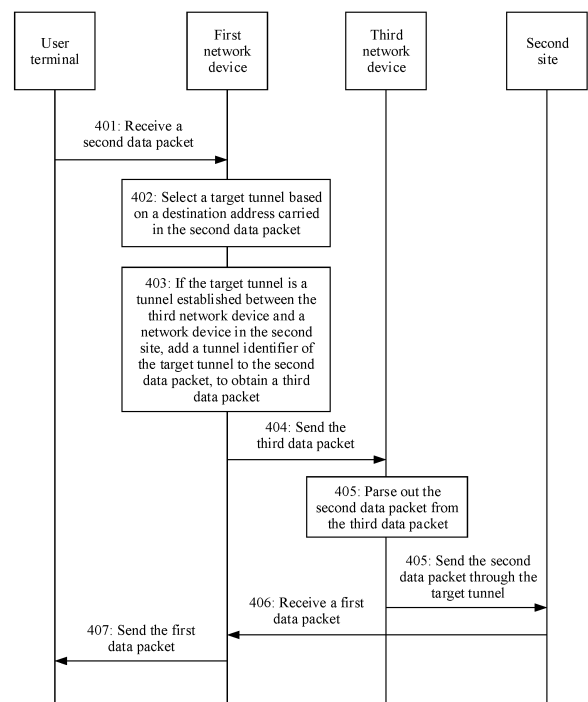 User
terminal
First
network
device
Third
network
device
Second
site
401: Receive a
second data packet
402: Select a target tunnel based
on a destination address carried
in the second data packet
403: If the target tunnel is a
tunnel established between the
third network device and a
network device in the second
site, add a tunnel identifier of
the target tunnel to the second
data packet, to obtain a third
data packet
404: Send the
third data packet
405: Parse out the
second data packet from
the third data packet
405: Send the second
data packet through the
target tunnel
406: Receive a first
data packet
407: Send the first
data packet